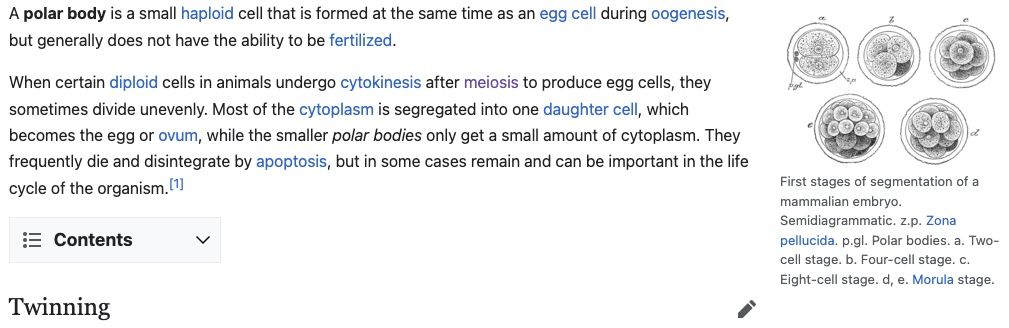 A polar body is a small haploid cell that is formed at the same time as an egg cell during oogenesis,
but generally does not have the ability to be fertilized.
When certain diploid cells in animals undergo cytokinesis after meiosis to produce egg cells, they
sometimes divide unevenly. Most of the cytoplasm is segregated into one daughter cell, which
becomes the egg or ovum, while the smaller polar bodies only get a small amount of cytoplasm. They
frequently die and disintegrate by apoptosis, but in some cases remain and can be important in the life
cycle of the organism.[1]
Contents
Twinning
a
b
c
p.gl.
z.p.
e
d
First stages of segmentation of a
mammalian embryo.
Semidiagrammatic. z.p. Zona
pellucida. p.gl. Polar bodies. a. Two-
cell stage. b. Four-cell stage. c.
Eight-cell stage. d, e. Morula stage.